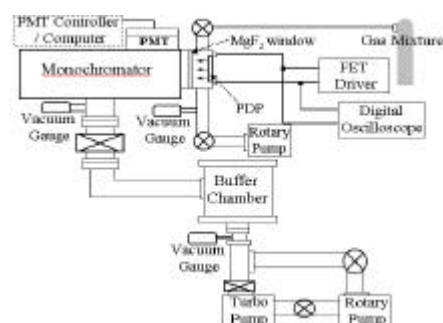 PMT Controller
/ Computer
PMT
MgF₂ window
Gas Mixture
Monochromator
FET
Driver
PDP
Vacuum
Gauge
Vacuum
Gauge
Rotary
Pump
Digital
Oscilloscope
Buffer
Chamber
Vacuum
Gauge
Turbo
Pump
Rotary
Pump